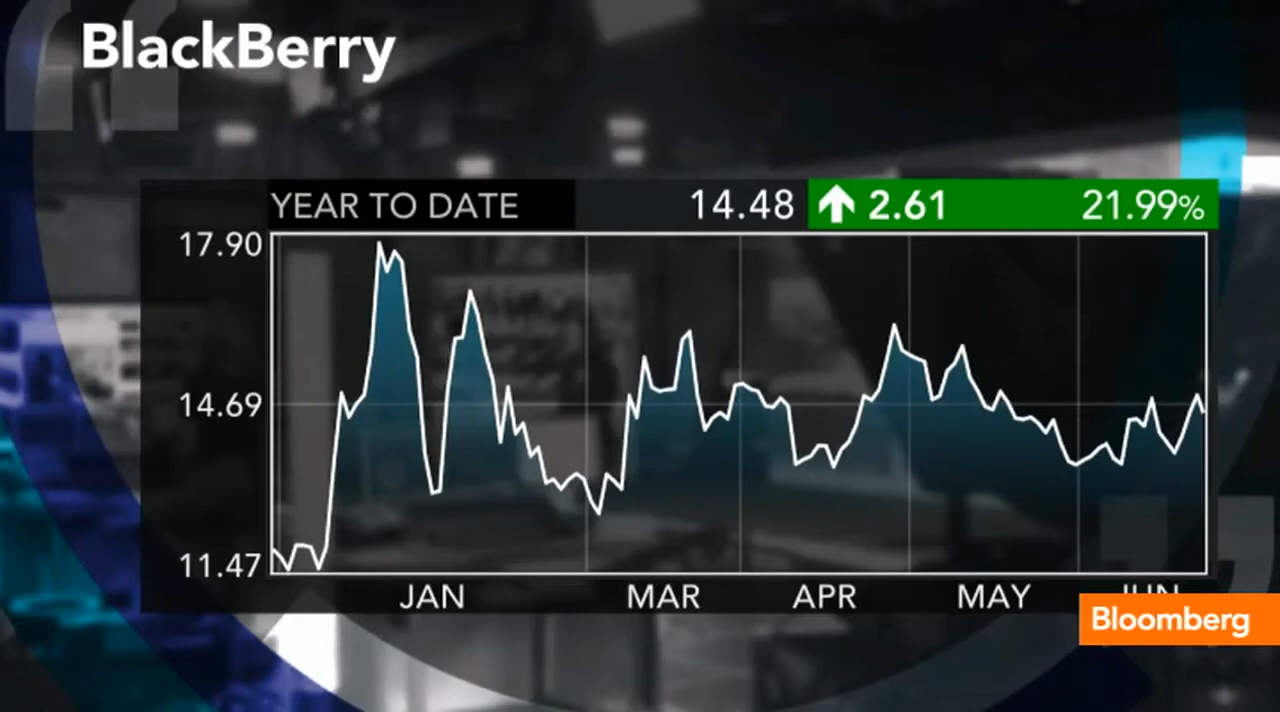 BlackBerry
YEAR TO DATE 14.48 2.61 21.99%
17.90
14.69
11.47
JAN MAR APR MAY JUN
Bloomberg